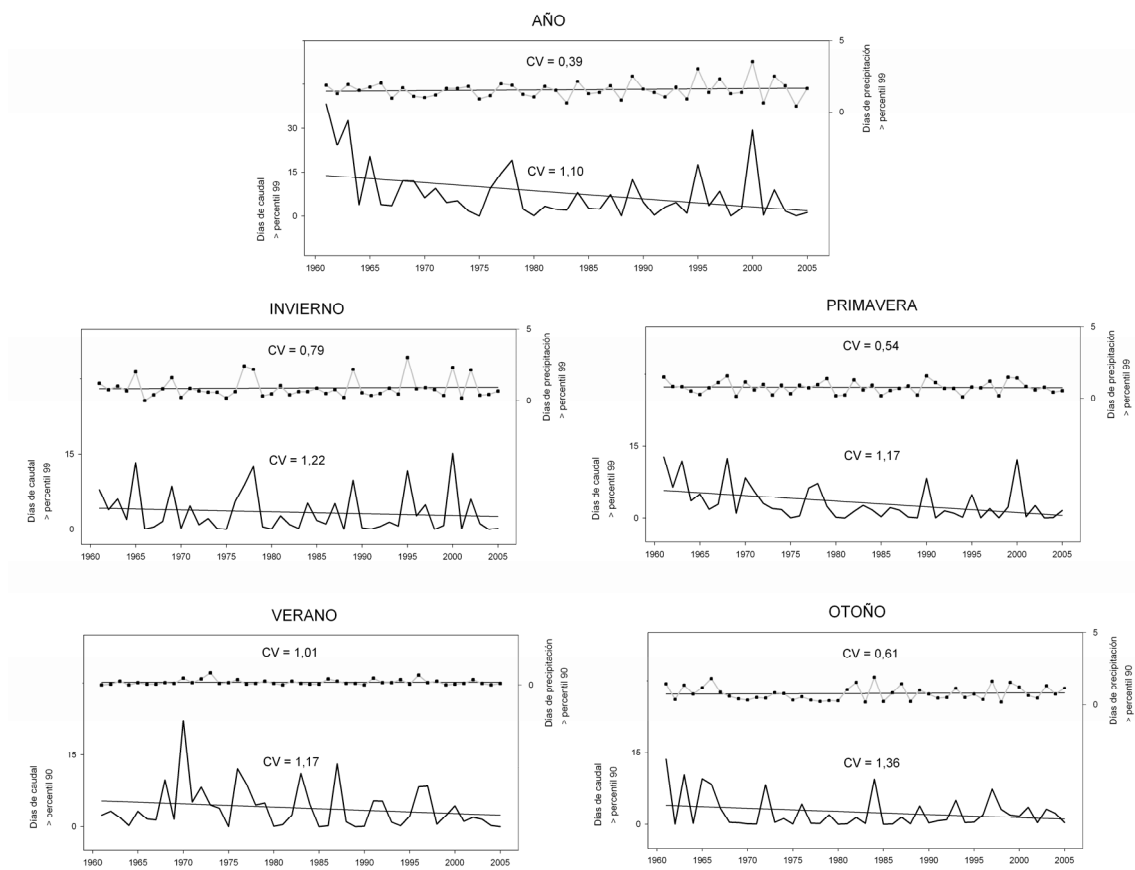 AÑO
CV = 0,39
CV = 1,10
5
0
Días de precipitación
> percentil 99
30
15
0
Días de caudal
> percentil 99
1960 1965 1970 1975 1980 1985 1990 1995 2000 2005
INVIERNO
CV = 0,79
CV = 1,22
5
0
Días de precipitación
> percentil 99
15
0
Días de caudal
> percentil 99
1960 1965 1970 1975 1980 1985 1990 1995 2000 2005
PRIMAVERA
CV = 0,54
CV = 1,17
5
0
Días de precipitación
> percentil 99
15
0
Días de caudal
> percentil 99
1960 1965 1970 1975 1980 1985 1990 1995 2000 2005
VERANO
CV = 1,01
CV = 1,17
0
Días de precipitación
> percentil 90
15
0
Días de caudal
> percentil 90
1960 1965 1970 1975 1980 1985 1990 1995 2000 2005
OTOÑO
CV = 0,61
CV = 1,36
5
0
Días de precipitación
> percentil 90
15
0
Días de caudal
> percentil 90
1960 1965 1970 1975 1980 1985 1990 1995 2000 2005